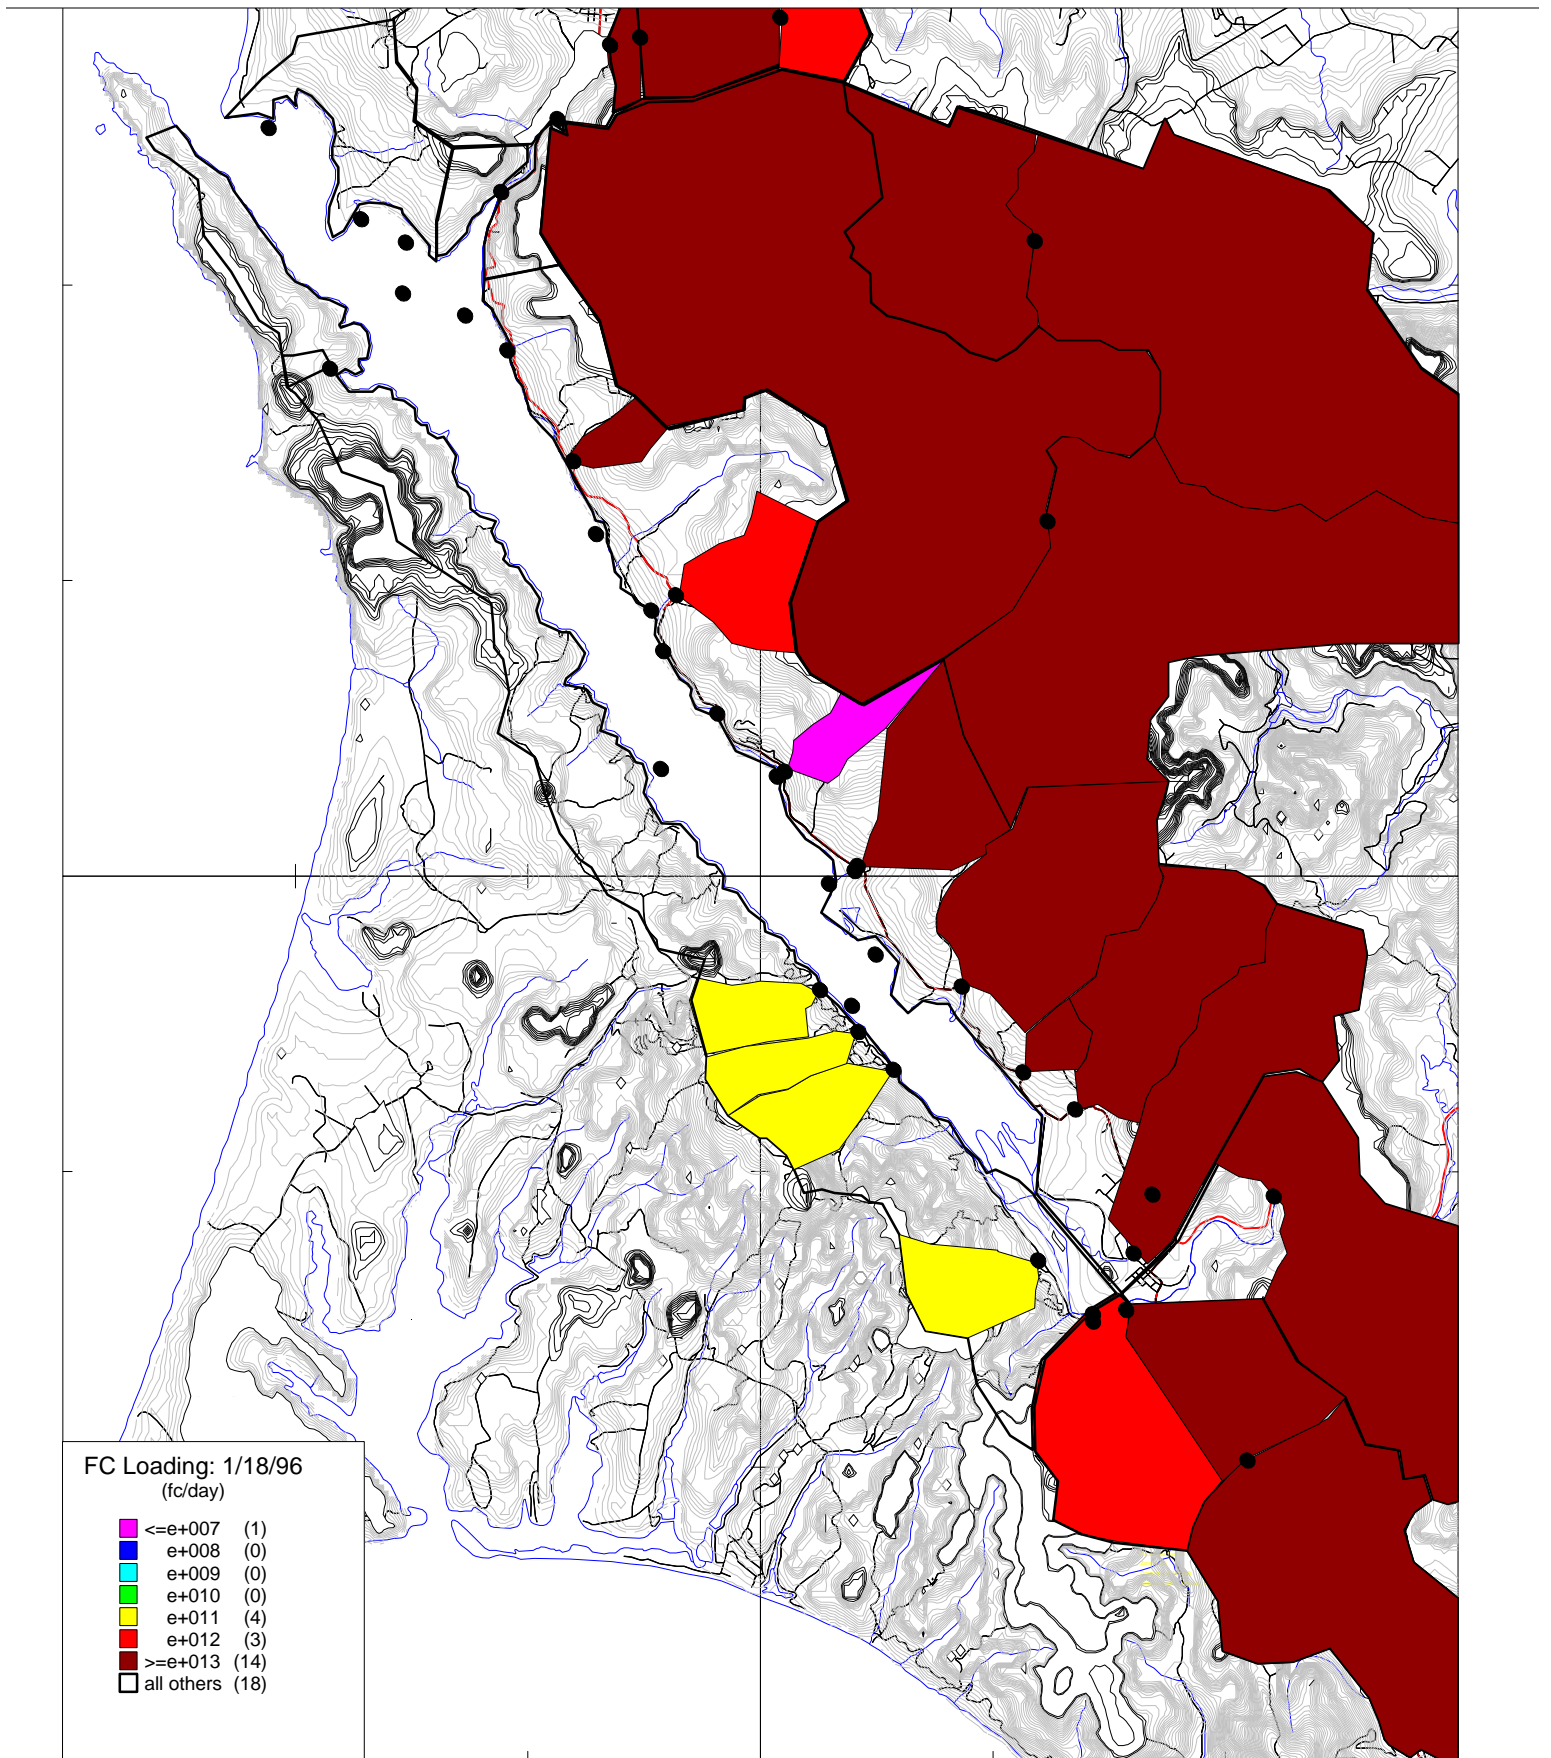 FC Loading: 1/18/96
(fc/day)
<=e+007 (1)
e+008 (0)
e+009 (0)
e+010 (0)
e+011 (4)
e+012 (3)
>=e+013 (14)
all others (18)